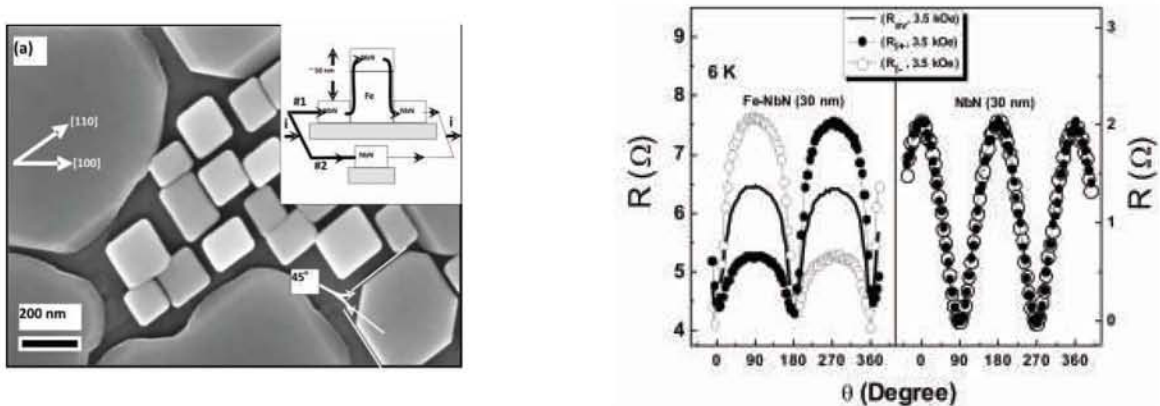 (a)
[110]
[100]
45°
200 nm
~ 50 nm
NbN
Fe
#1
NbN
NbN
i
i
#2
NbN
(R_av, 3.5 kOe)
(R_I+, 3.5 kOe)
(R_I-, 3.5 kOe)
6 K
Fe-NbN (30 nm)
NbN (30 nm)
R (Ω)
9
8
7
6
5
4
R (Ω)
3
2
1
0
0 90 180 270 360
0 90 180 270 360
θ (Degree)